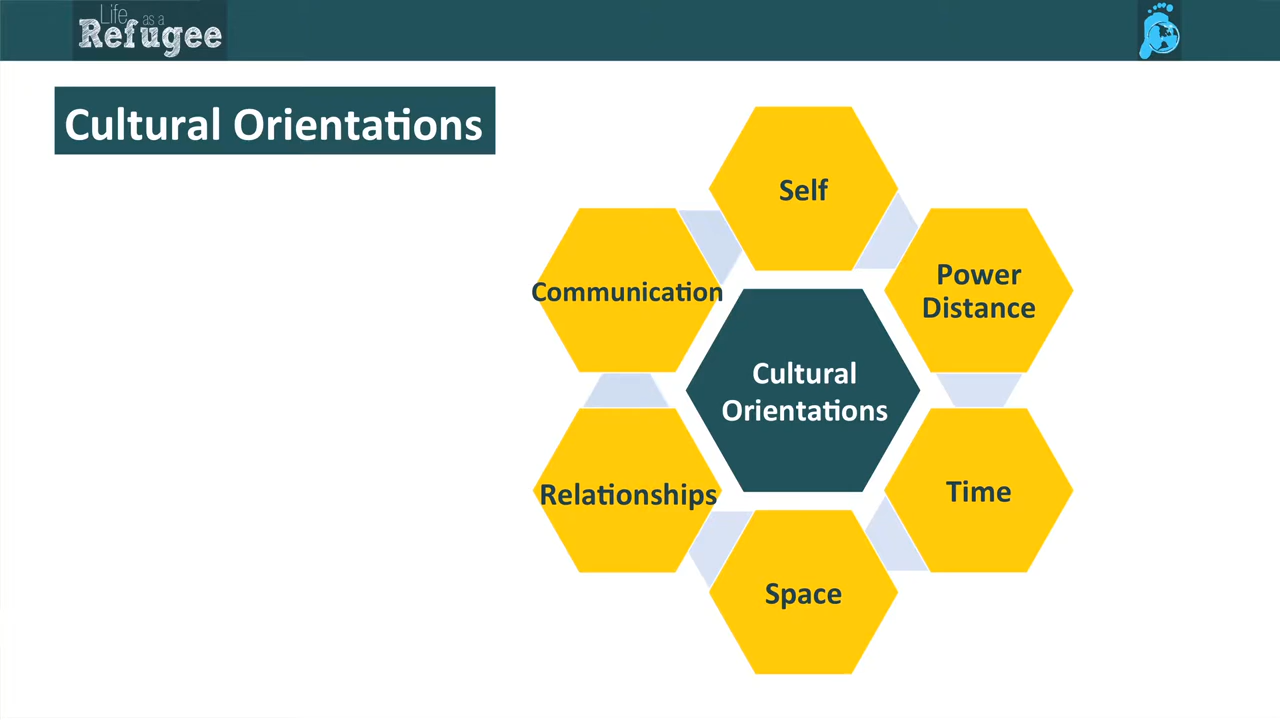 Life as a
Refugee
Cultural Orientations
Self
Power
Distance
Communication
Cultural
Orientations
Relationships
Time
Space